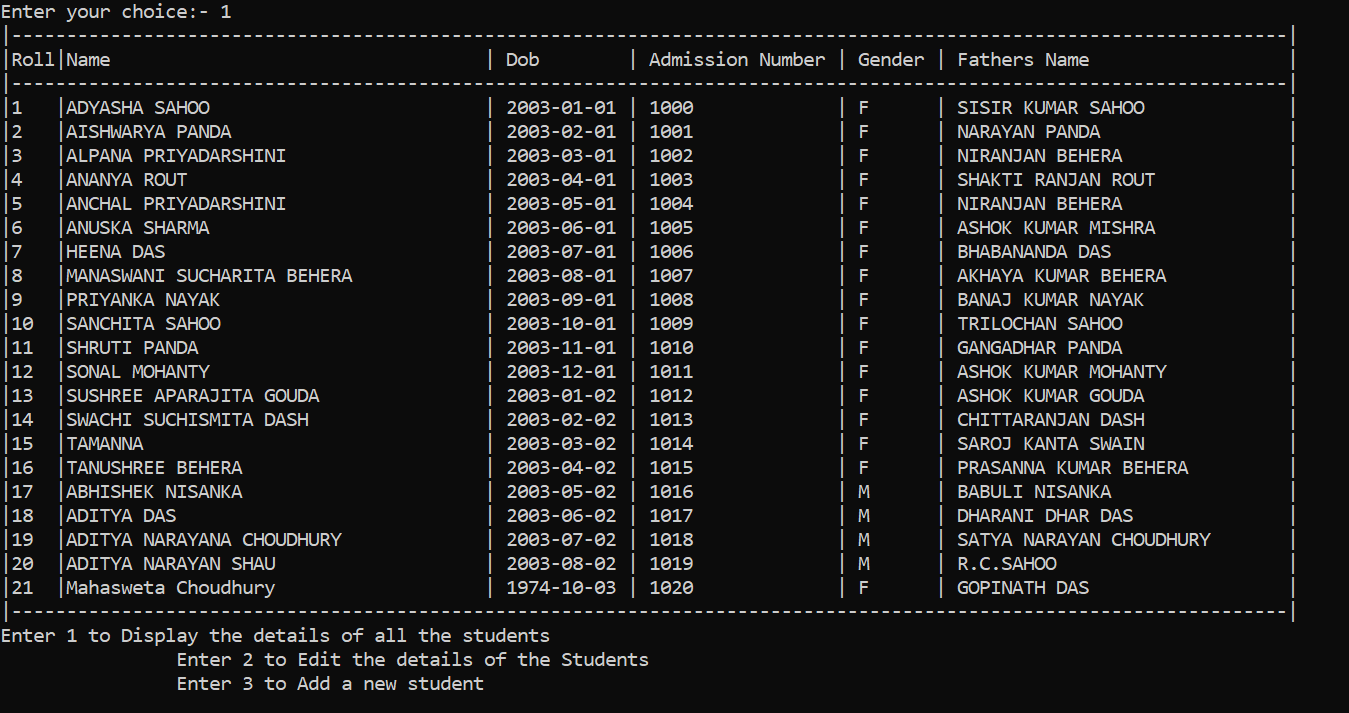 Enter your choice:- 1
|--------------------------------------------------------------------------------------------------------------------|
|Roll|Name                                  | Dob        | Admission Number | Gender | Fathers Name                  |
|--------------------------------------------------------------------------------------------------------------------|
|1   |ADYASHA SAHOO                         | 2003-01-01 | 1000             | F      | SISIR KUMAR SAHOO             |
|2   |AISHWARYA PANDA                       | 2003-02-01 | 1001             | F      | NARAYAN PANDA                 |
|3   |ALPANA PRIYADARSHINI                  | 2003-03-01 | 1002             | F      | NIRANJAN BEHERA               |
|4   |ANANYA ROUT                           | 2003-04-01 | 1003             | F      | SHAKTI RANJAN ROUT            |
|5   |ANCHAL PRIYADARSHINI                  | 2003-05-01 | 1004             | F      | NIRANJAN BEHERA               |
|6   |ANUSKA SHARMA                         | 2003-06-01 | 1005             | F      | ASHOK KUMAR MISHRA            |
|7   |HEENA DAS                             | 2003-07-01 | 1006             | F      | BHABANANDA DAS                |
|8   |MANASWANI SUCHARITA BEHERA            | 2003-08-01 | 1007             | F      | AKHAYA KUMAR BEHERA           |
|9   |PRIYANKA NAYAK                        | 2003-09-01 | 1008             | F      | BANAJ KUMAR NAYAK             |
|10  |SANCHITA SAHOO                        | 2003-10-01 | 1009             | F      | TRILOCHAN SAHOO               |
|11  |SHRUTI PANDA                          | 2003-11-01 | 1010             | F      | GANGADHAR PANDA               |
|12  |SONAL MOHANTY                         | 2003-12-01 | 1011             | F      | ASHOK KUMAR MOHANTY           |
|13  |SUSHREE APARAJITA GOUDA               | 2003-01-02 | 1012             | F      | ASHOK KUMAR GOUDA             |
|14  |SWACHI SUCHISMITA DASH                | 2003-02-02 | 1013             | F      | CHITTARANJAN DASH             |
|15  |TAMANNA                               | 2003-03-02 | 1014             | F      | SAROJ KANTA SWAIN             |
|16  |TANUSHREE BEHERA                      | 2003-04-02 | 1015             | F      | PRASANNA KUMAR BEHERA         |
|17  |ABHISHEK NISANKA                      | 2003-05-02 | 1016             | M      | BABULI NISANKA                |
|18  |ADITYA DAS                            | 2003-06-02 | 1017             | M      | DHARANI DHAR DAS              |
|19  |ADITYA NARAYANA CHOUDHURY             | 2003-07-02 | 1018             | M      | SATYA NARAYAN CHOUDHURY       |
|20  |ADITYA NARAYAN SHAU                   | 2003-08-02 | 1019             | M      | R.C.SAHOO                     |
|21  |Mahasweta Choudhury                   | 1974-10-03 | 1020             | F      | GOPINATH DAS                  |
|--------------------------------------------------------------------------------------------------------------------|
Enter 1 to Display the details of all the students
                Enter 2 to Edit the details of the Students
                Enter 3 to Add a new student